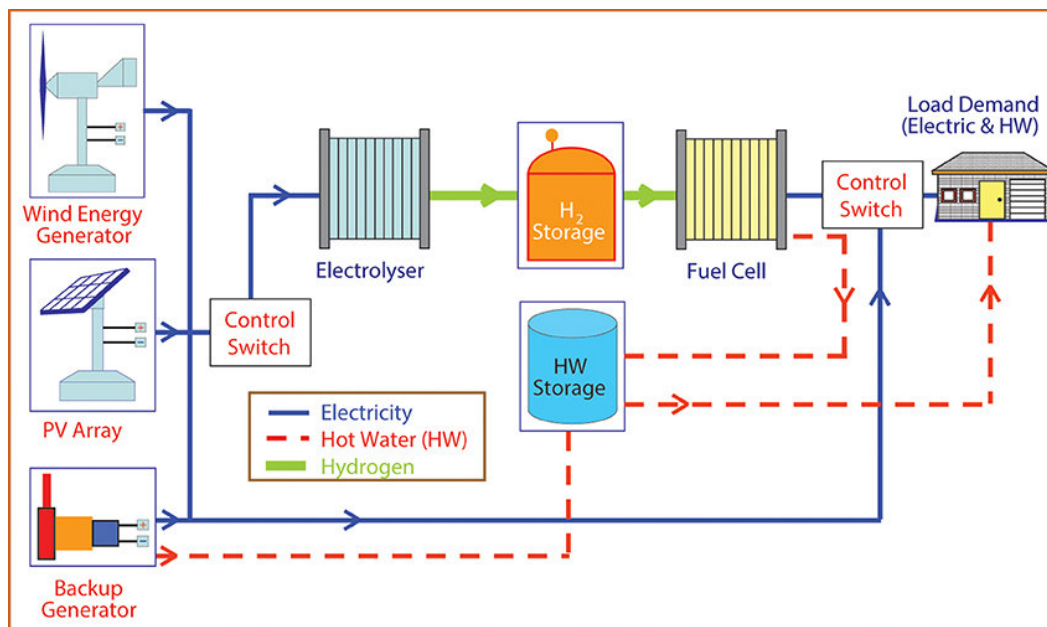 Wind Energy
Generator
PV Array
Backup
Generator
Control
Switch
Electrolyser
H₂
Storage
Fuel Cell
Control
Switch
Load Demand
(Electric & HW)
HW
Storage
Electricity
Hot Water (HW)
Hydrogen